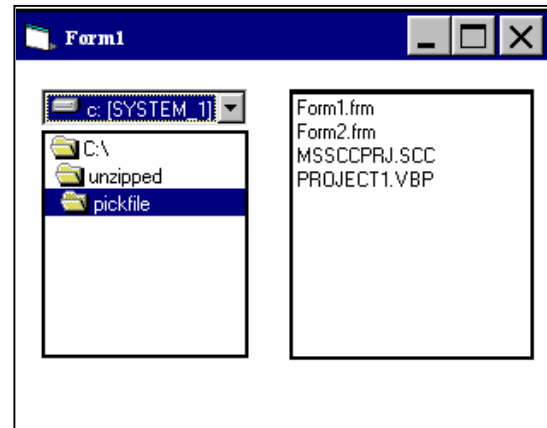 Form1
c: [SYSTEM_1]
C:\
unzipped
pickfile
Form1.frm
Form2.frm
MSSCCPRJ.SCC
PROJECT1.VBP